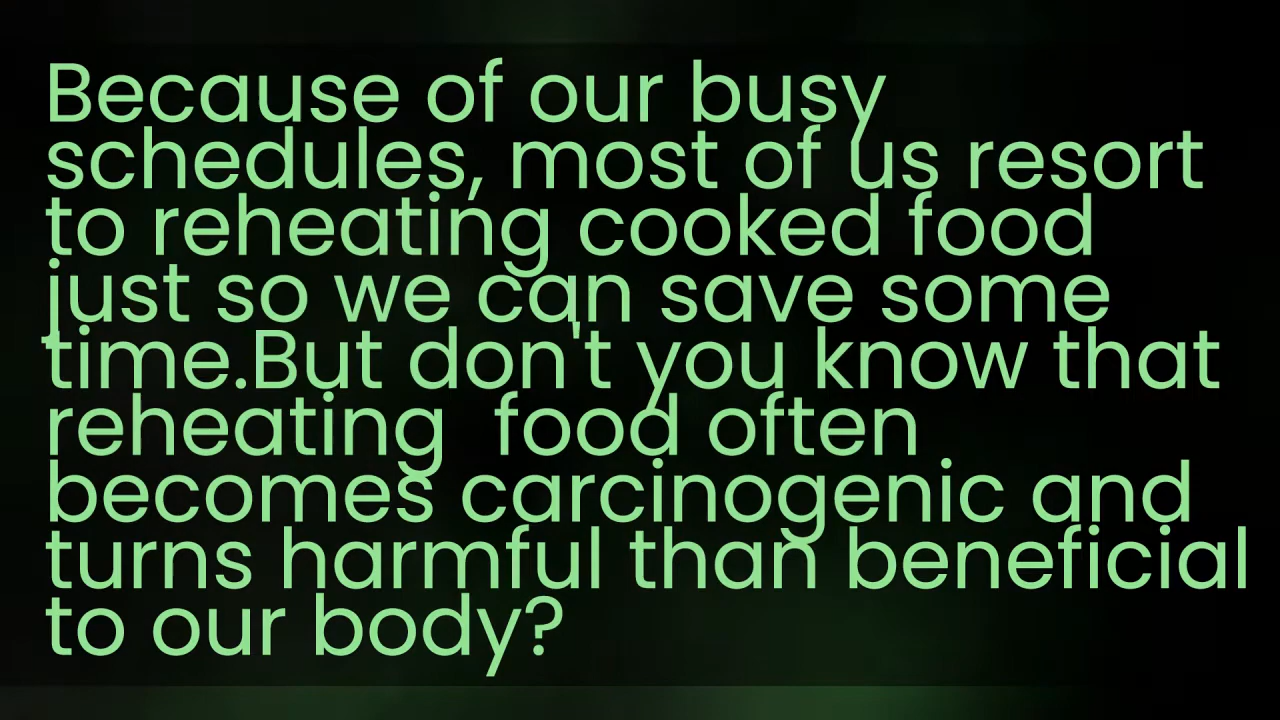 Because of our busy
schedules, most of us resort
to reheating cooked food
just so we can save some
time.But don't you know that
reheating  food often
becomes carcinogenic and
turns harmful than beneficial
to our body?